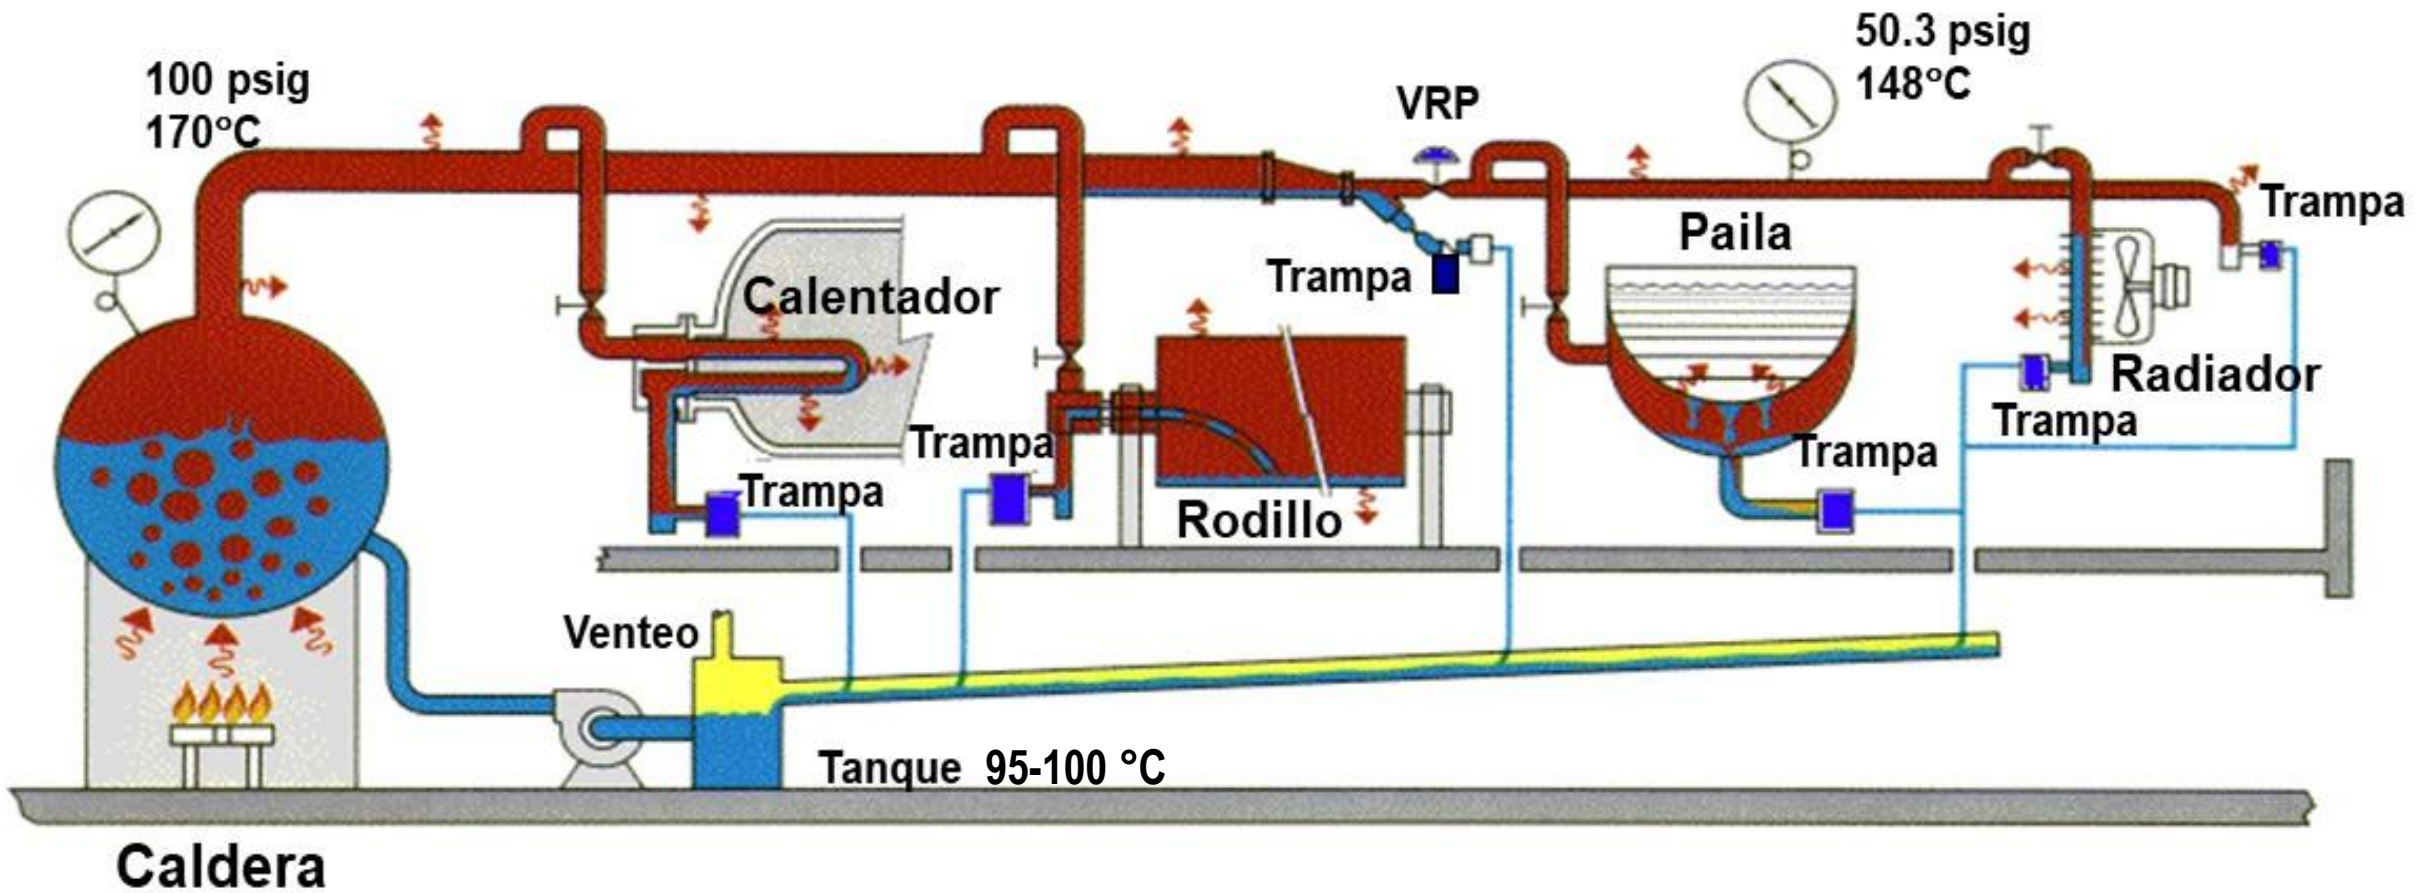 100 psig
170°C
50.3 psig
148°C
VRP
Trampa
Paila
Calentador
Trampa
Radiador
Trampa
Trampa
Trampa
Trampa
Rodillo
Venteo
Tanque 95-100 °C
Caldera